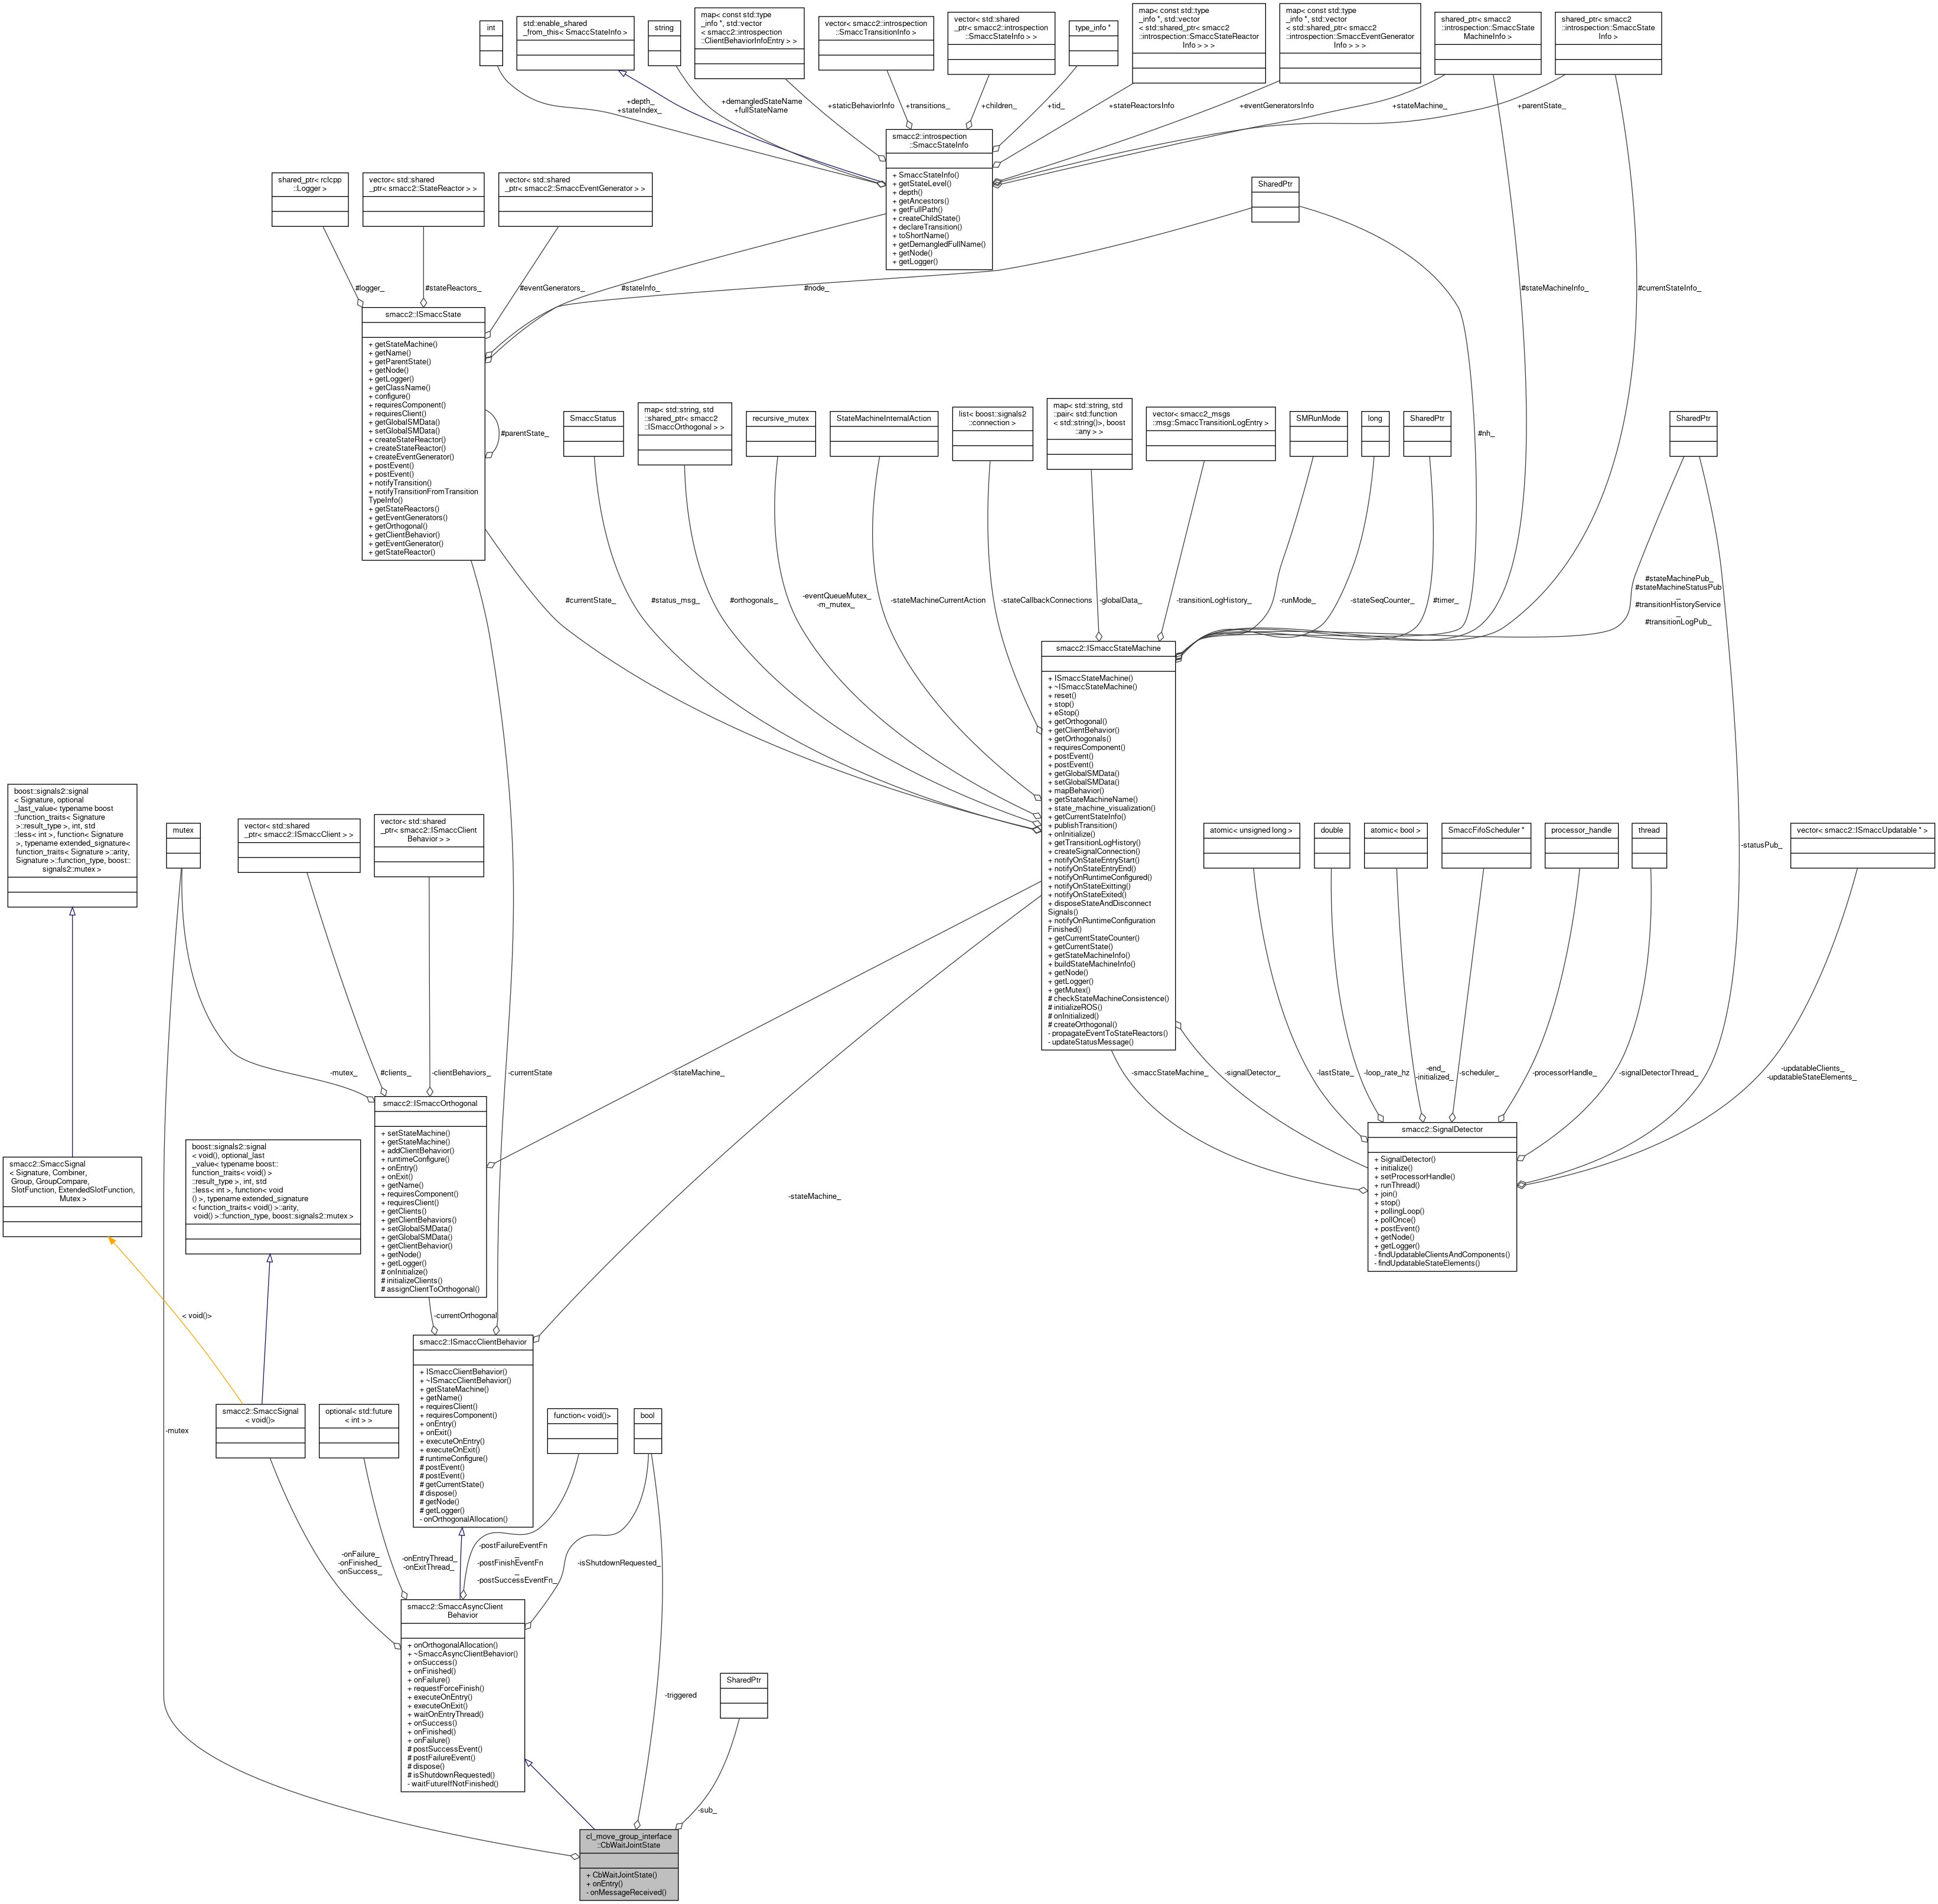 int
std::enable_shared
_from_this< SmaccStateInfo >
string
map< const std::type
_info *, std::vector
< smacc2::introspection
::ClientBehaviorInfoEntry > >
vector< smacc2::introspection
::SmaccTransitionInfo >
vector< std::shared
_ptr< smacc2::introspection
::SmaccStateInfo > >
type_info *
map< const std::type
_info *, std::vector
< std::shared_ptr< smacc2
::introspection::SmaccStateReactor
Info > > >
map< const std::type
_info *, std::vector
< std::shared_ptr< smacc2
::introspection::SmaccEventGenerator
Info > > >
shared_ptr< smacc2
::introspection::SmaccState
MachineInfo >
shared_ptr< smacc2
::introspection::SmaccState
Info >
+depth_
+stateIndex_
+demangledStateName
+fullStateName
+staticBehaviorInfo
+transitions_
+children_
+tid_
+stateReactorsInfo
+eventGeneratorsInfo
+stateMachine_
+parentState_
smacc2::introspection
::SmaccStateInfo
+ SmaccStateInfo()
+ getStateLevel()
+ depth()
+ getAncestors()
+ getFullPath()
+ createChildState()
+ declareTransition()
+ toShortName()
+ getDemangledFullName()
+ getNode()
+ getLogger()
shared_ptr< rclcpp
::Logger >
vector< std::shared
_ptr< smacc2::StateReactor > >
vector< std::shared
_ptr< smacc2::SmaccEventGenerator > >
SharedPtr
#logger_
#stateReactors_
#eventGenerators_
#stateInfo_
#node_
#stateMachineInfo_
#currentStateInfo_
smacc2::ISmaccState
+ getStateMachine()
+ getName()
+ getParentState()
+ getNode()
+ getLogger()
+ getClassName()
+ configure()
+ requiresComponent()
+ requiresClient()
+ getGlobalSMData()
+ setGlobalSMData()
+ createStateReactor()
+ createStateReactor()
+ createEventGenerator()
+ postEvent()
+ postEvent()
+ notifyTransition()
+ notifyTransitionFromTransition
TypeInfo()
+ getStateReactors()
+ getEventGenerators()
+ getOrthogonal()
+ getClientBehavior()
+ getEventGenerator()
+ getStateReactor()
#parentState_
#nh_
SmaccStatus
map< std::string, std
::shared_ptr< smacc2
::ISmaccOrthogonal > >
recursive_mutex
StateMachineInternalAction
list< boost::signals2
::connection >
map< std::string, std
::pair< std::function
< std::string()>, boost
::any > >
vector< smacc2_msgs
::msg::SmaccTransitionLogEntry >
SMRunMode
long
SharedPtr
SharedPtr
#currentState_
#status_msg_
#orthogonals_
-eventQueueMutex_
-m_mutex_
-stateMachineCurrentAction
-stateCallbackConnections
-globalData_
-transitionLogHistory_
-runMode_
-stateSeqCounter_
#timer_
#stateMachinePub_
#stateMachineStatusPub
_
#transitionHistoryService
_
#transitionLogPub_
smacc2::ISmaccStateMachine
+ ISmaccStateMachine()
+ ~ISmaccStateMachine()
+ reset()
+ stop()
+ eStop()
+ getOrthogonal()
+ getClientBehavior()
+ getOrthogonals()
+ requiresComponent()
+ postEvent()
+ postEvent()
+ getGlobalSMData()
+ setGlobalSMData()
+ mapBehavior()
+ getStateMachineName()
+ state_machine_visualization()
+ getCurrentStateInfo()
+ publishTransition()
+ onInitialize()
+ getTransitionLogHistory()
+ createSignalConnection()
+ notifyOnStateEntryStart()
+ notifyOnStateEntryEnd()
+ notifyOnRuntimeConfigured()
+ notifyOnStateExitting()
+ notifyOnStateExited()
+ disposeStateAndDisconnect
Signals()
+ notifyOnRuntimeConfiguration
Finished()
+ getCurrentStateCounter()
+ getCurrentState()
+ getStateMachineInfo()
+ buildStateMachineInfo()
+ getNode()
+ getLogger()
+ getMutex()
# checkStateMachineConsistence()
# initializeROS()
# onInitialized()
# createOrthogonal()
- propagateEventToStateReactors()
- updateStatusMessage()
boost::signals2::signal
< Signature, optional
_last_value< typename boost
::function_traits< Signature
>::result_type >, int, std
::less< int >, function< Signature
>, typename extended_signature<
function_traits< Signature >::arity,
Signature >::function_type, boost::
signals2::mutex >
mutex
vector< std::shared
_ptr< smacc2::ISmaccClient > >
vector< std::shared
_ptr< smacc2::ISmaccClient
Behavior > >
atomic< unsigned long >
double
atomic< bool >
SmaccFifoScheduler *
processor_handle
thread
-statusPub_
vector< smacc2::ISmaccUpdatable * >
-mutex_
#clients_
-clientBehaviors_
-currentState
-stateMachine_
-smaccStateMachine_
-signalDetector_
-lastState_
-loop_rate_hz
-end_
-initialized_
-scheduler_
-processorHandle_
-signalDetectorThread_
-updatableClients_
-updatableStateElements_
smacc2::ISmaccOrthogonal
+ setStateMachine()
+ getStateMachine()
+ addClientBehavior()
+ runtimeConfigure()
+ onEntry()
+ onExit()
+ getName()
+ requiresComponent()
+ requiresClient()
+ getClients()
+ getClientBehaviors()
+ setGlobalSMData()
+ getGlobalSMData()
+ getClientBehavior()
+ getNode()
+ getLogger()
# onInitialize()
# initializeClients()
# assignClientToOrthogonal()
smacc2::SignalDetector
+ SignalDetector()
+ initialize()
+ setProcessorHandle()
+ runThread()
+ join()
+ stop()
+ pollingLoop()
+ pollOnce()
+ postEvent()
+ getNode()
+ getLogger()
- findUpdatableClientsAndComponents()
- findUpdatableStateElements()
smacc2::SmaccSignal
< Signature, Combiner,
Group, GroupCompare,
SlotFunction, ExtendedSlotFunction,
Mutex >
boost::signals2::signal
< void(), optional_last
_value< typename boost::
function_traits< void() >
::result_type >, int, std
::less< int >, function< void
() >, typename extended_signature
< function_traits< void() >::arity,
void() >::function_type, boost::signals2::mutex >
-stateMachine_
< void()>
-currentOrthogonal
smacc2::ISmaccClientBehavior
+ ISmaccClientBehavior()
+ ~ISmaccClientBehavior()
+ getStateMachine()
+ getName()
+ requiresClient()
+ requiresComponent()
+ onEntry()
+ onExit()
+ executeOnEntry()
+ executeOnExit()
# runtimeConfigure()
# postEvent()
# postEvent()
# getCurrentState()
# dispose()
# getNode()
# getLogger()
- onOrthogonalAllocation()
-mutex
smacc2::SmaccSignal
< void()>
optional< std::future
< int > >
function< void()>
bool
-onFailure_
-onFinished_
-onSuccess_
-onEntryThread_
-onExitThread_
-postFailureEventFn
_
-postFinishEventFn
_
-postSuccessEventFn_
-isShutdownRequested_
smacc2::SmaccAsyncClient
Behavior
+ onOrthogonalAllocation()
+ ~SmaccAsyncClientBehavior()
+ onSuccess()
+ onFinished()
+ onFailure()
+ requestForceFinish()
+ executeOnEntry()
+ executeOnExit()
+ waitOnEntryThread()
+ onSuccess()
+ onFinished()
+ onFailure()
# postSuccessEvent()
# postFailureEvent()
# dispose()
# isShutdownRequested()
- waitFutureIfNotFinished()
SharedPtr
-triggered
-sub_
cl_move_group_interface
::CbWaitJointState
+ CbWaitJointState()
+ onEntry()
- onMessageReceived()